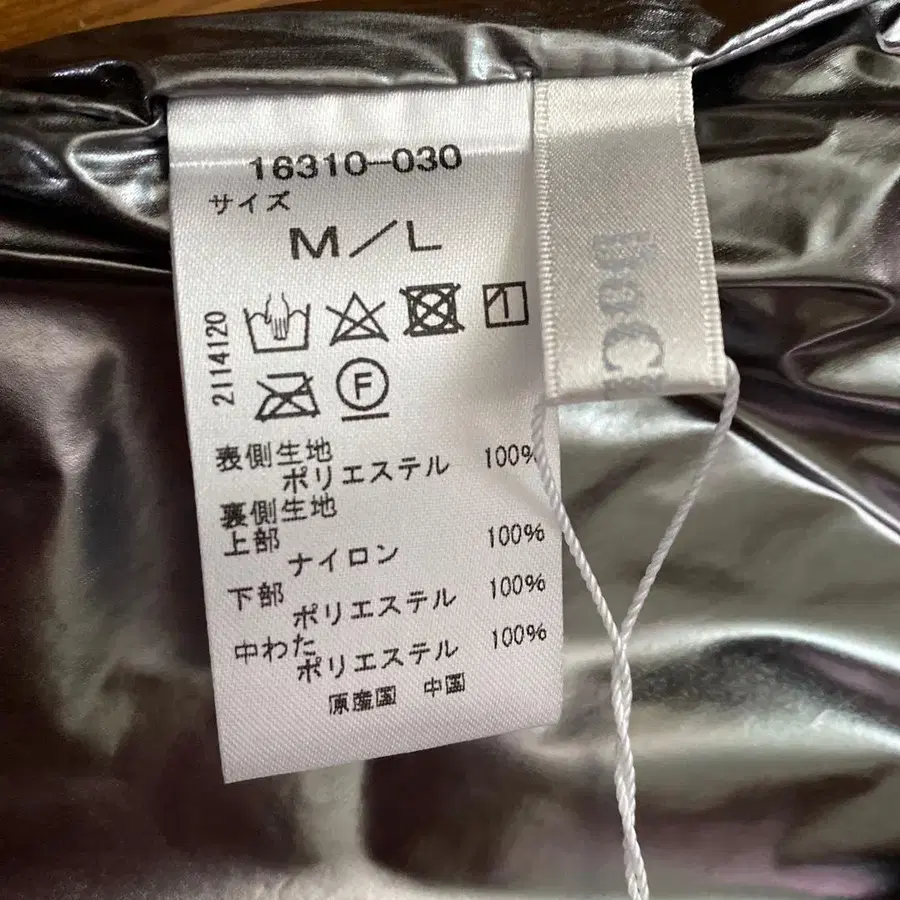 16310-030
サイズ
M/L
2114120
F
表側生地
ポリエステル 100%
裏側生地
上部
ナイロン 100%
下部
ポリエステル 100%
中わた
ポリエステル 100%
原産国 中国